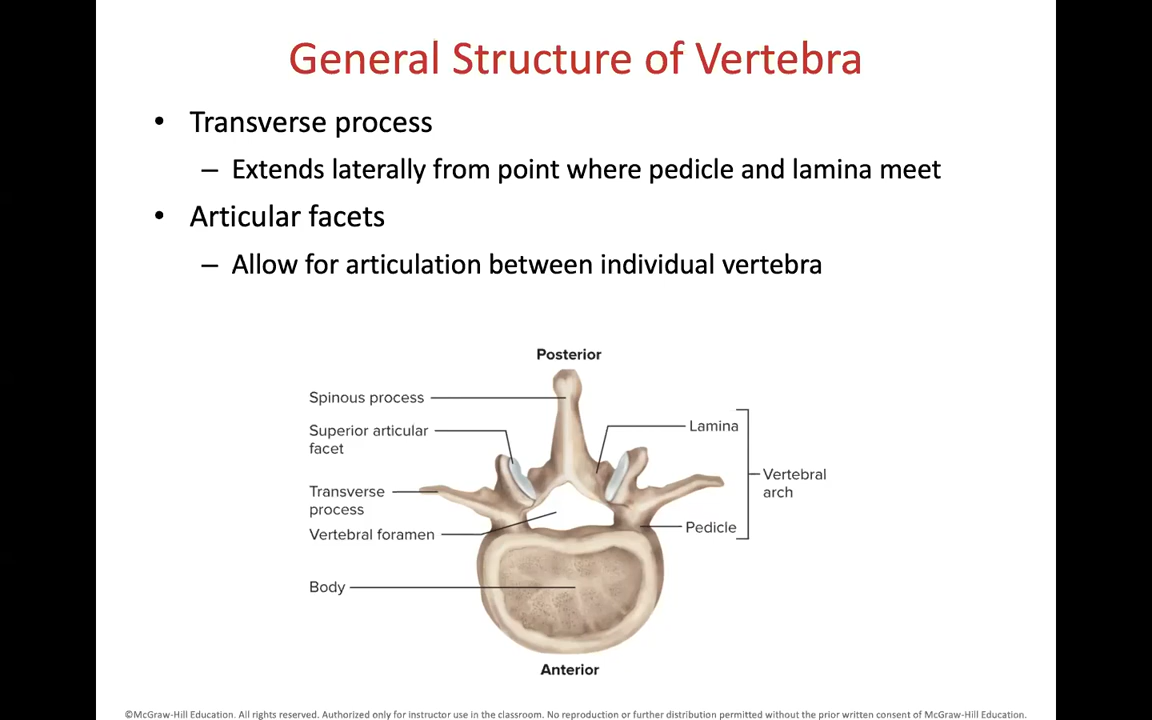 General Structure of Vertebra
• Transverse process
– Extends laterally from point where pedicle and lamina meet
• Articular facets
– Allow for articulation between individual vertebra
Posterior
Spinous process
Superior articular
facet
Transverse
process
Vertebral foramen
Body
Lamina
Vertebral
arch
Pedicle
Anterior
©McGraw-Hill Education. All rights reserved. Authorized only for instructor use in the classroom. No reproduction or further distribution permitted without the prior written consent of McGraw-Hill Education.